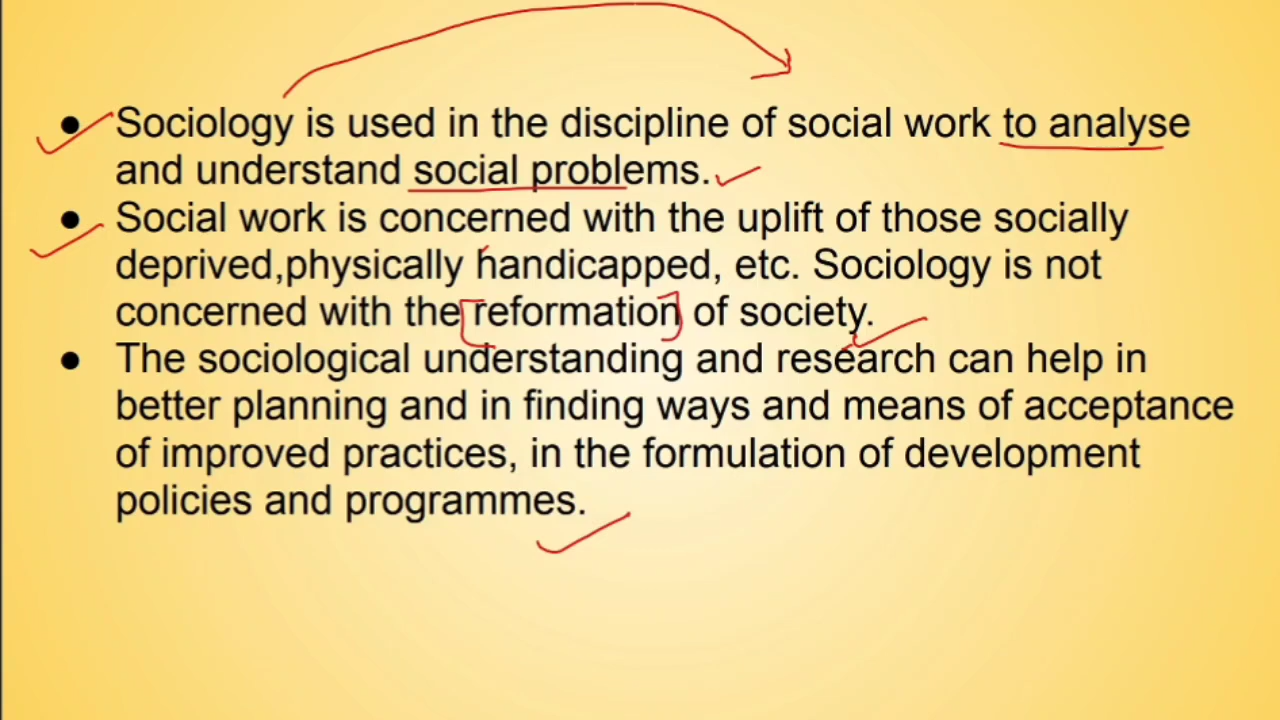 ● Sociology is used in the discipline of social work to analyse
and understand social problems.
● Social work is concerned with the uplift of those socially
deprived,physically handicapped, etc. Sociology is not
concerned with the reformation of society.
● The sociological understanding and research can help in
better planning and in finding ways and means of acceptance
of improved practices, in the formulation of development
policies and programmes.